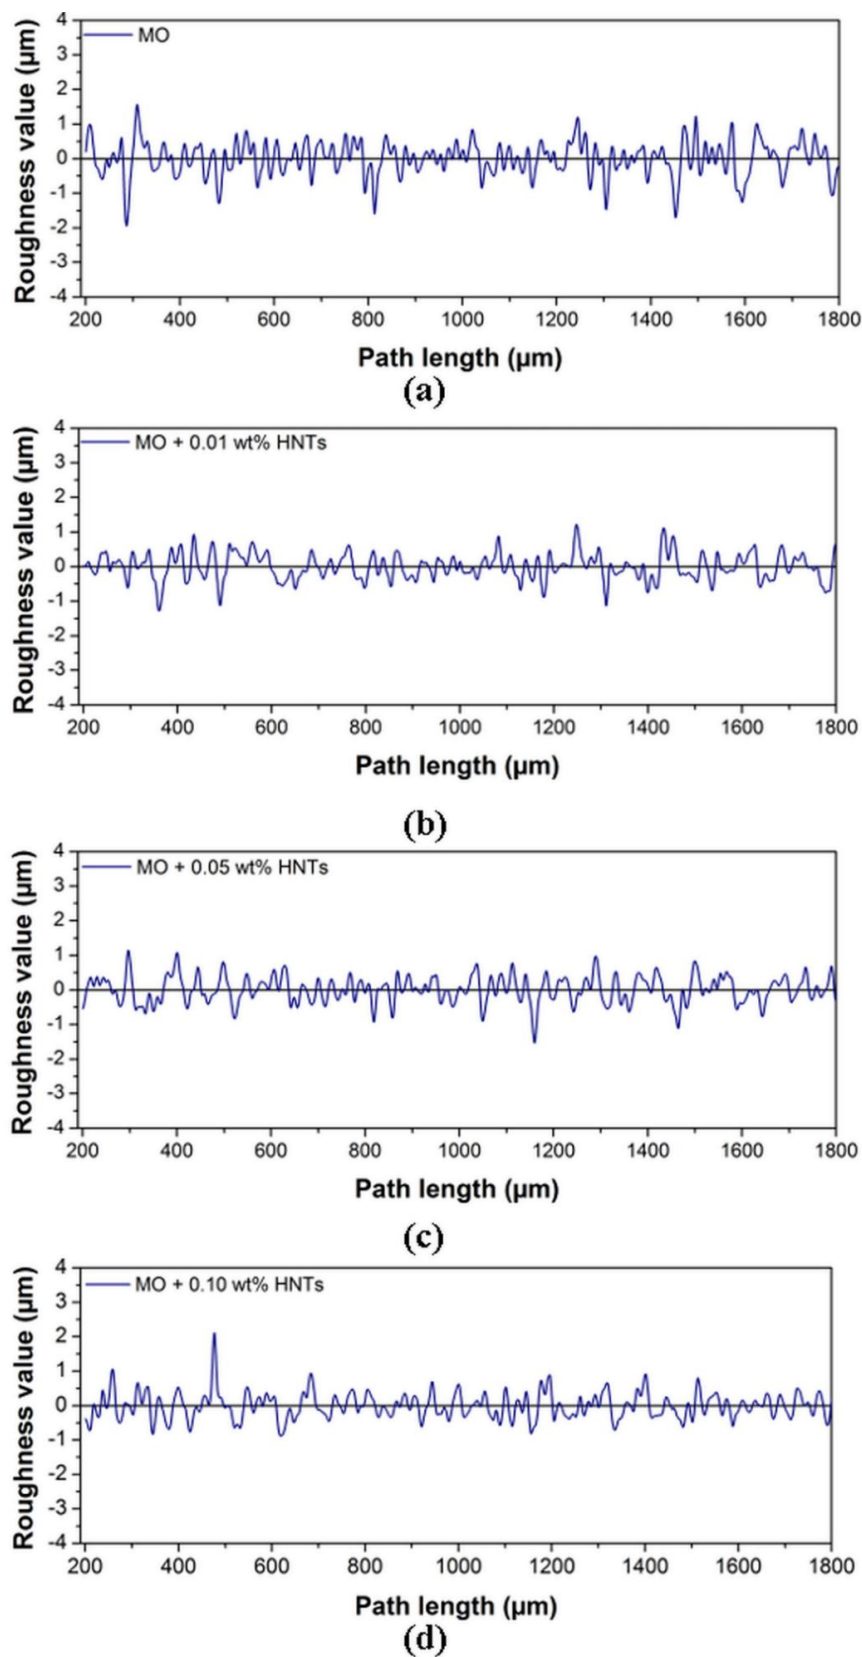 Roughness value (µm)
4
3
2
1
0
-1
-2
-3
-4
MO
200 400 600 800 1000 1200 1400 1600 1800
Path length (µm)
(a)
Roughness value (µm)
4
3
2
1
0
-1
-2
-3
-4
MO + 0.01 wt% HNTs
200 400 600 800 1000 1200 1400 1600 1800
Path length (µm)
(b)
Roughness value (µm)
4
3
2
1
0
-1
-2
-3
-4
MO + 0.05 wt% HNTs
200 400 600 800 1000 1200 1400 1600 1800
Path length (µm)
(c)
Roughness value (µm)
4
3
2
1
0
-1
-2
-3
-4
MO + 0.10 wt% HNTs
200 400 600 800 1000 1200 1400 1600 1800
Path length (µm)
(d)